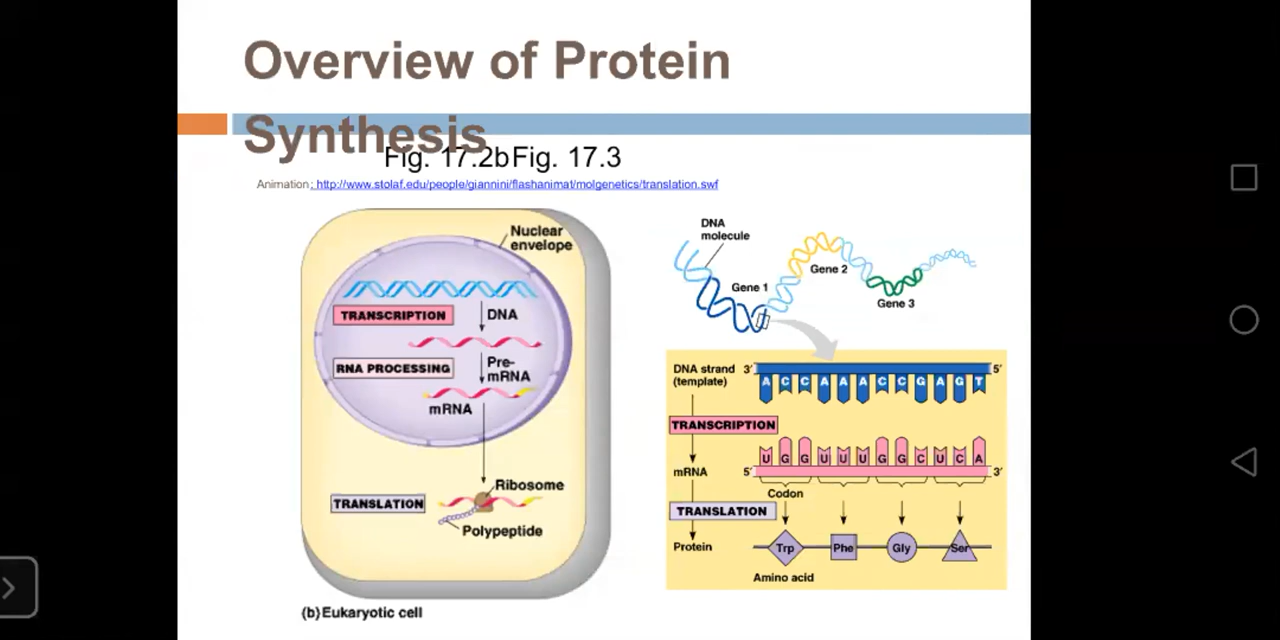 Overview of Protein
Synthesis
Fig. 17.2b Fig. 17.3
Animation: http://www.stolaf.edu/people/giannini/flashanimat/molgenetics/translation.swf
Nuclear
envelope
TRANSCRIPTION
DNA
RNA PROCESSING
Pre-
mRNA
mRNA
TRANSLATION
Ribosome
Polypeptide
(b) Eukaryotic cell
DNA
molecule
Gene 1
Gene 2
Gene 3
DNA strand
(template)
3' A C C A A A C C G A G T 5'
TRANSCRIPTION
mRNA
5' U G G U U U G G C U C A 3'
Codon
TRANSLATION
Protein
Trp Phe Gly Ser
Amino acid